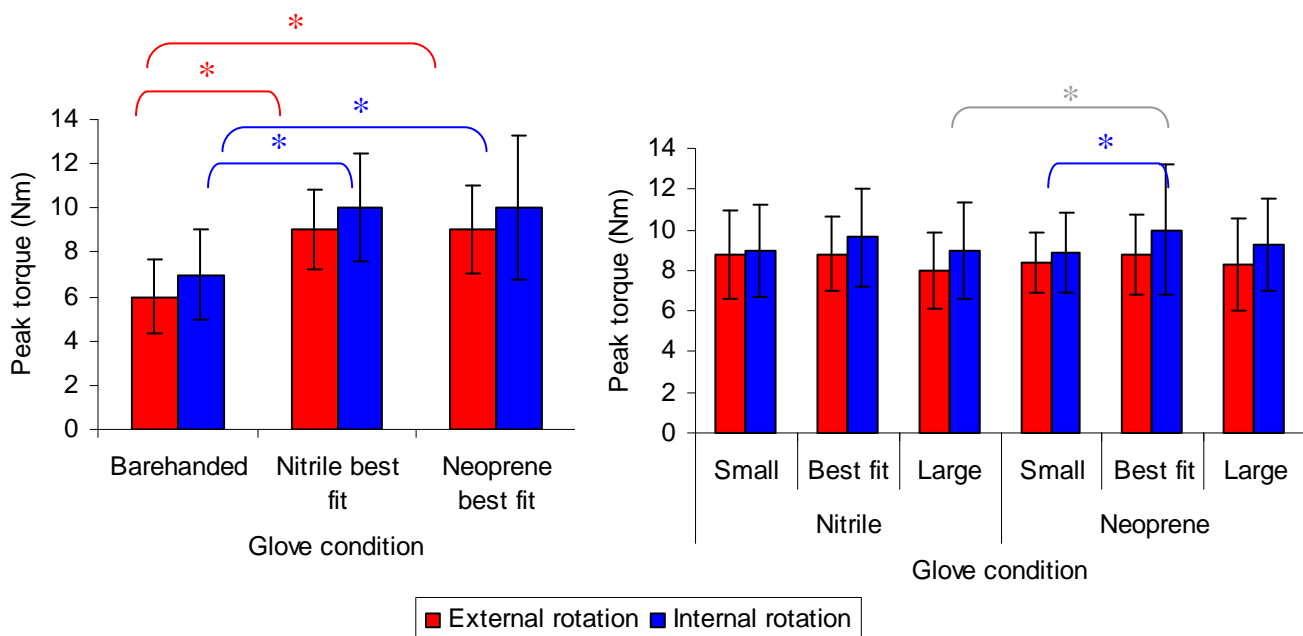 *
*
*
*
Peak torque (Nm)
14
12
10
8
6
4
2
0
Barehanded
Nitrile best
fit
Neoprene
best fit
Glove condition
*
*
Peak torque (Nm)
14
12
10
8
6
4
2
0
Small
Best fit
Large
Small
Best fit
Large
Nitrile
Neoprene
Glove condition
External rotation
Internal rotation